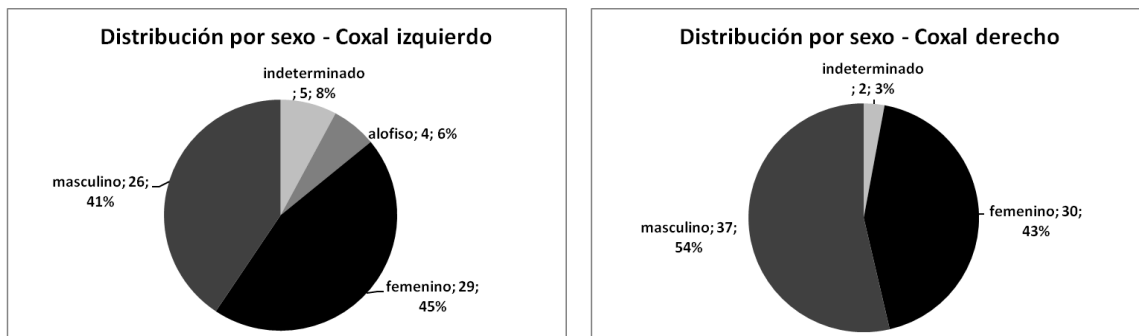 Distribución por sexo - Coxal izquierdo
indeterminado
; 5; 8%
alofiso; 4; 6%
masculino; 26;
41%
femenino; 29;
45%
Distribución por sexo - Coxal derecho
indeterminado
; 2; 3%
femenino; 30;
43%
masculino; 37;
54%